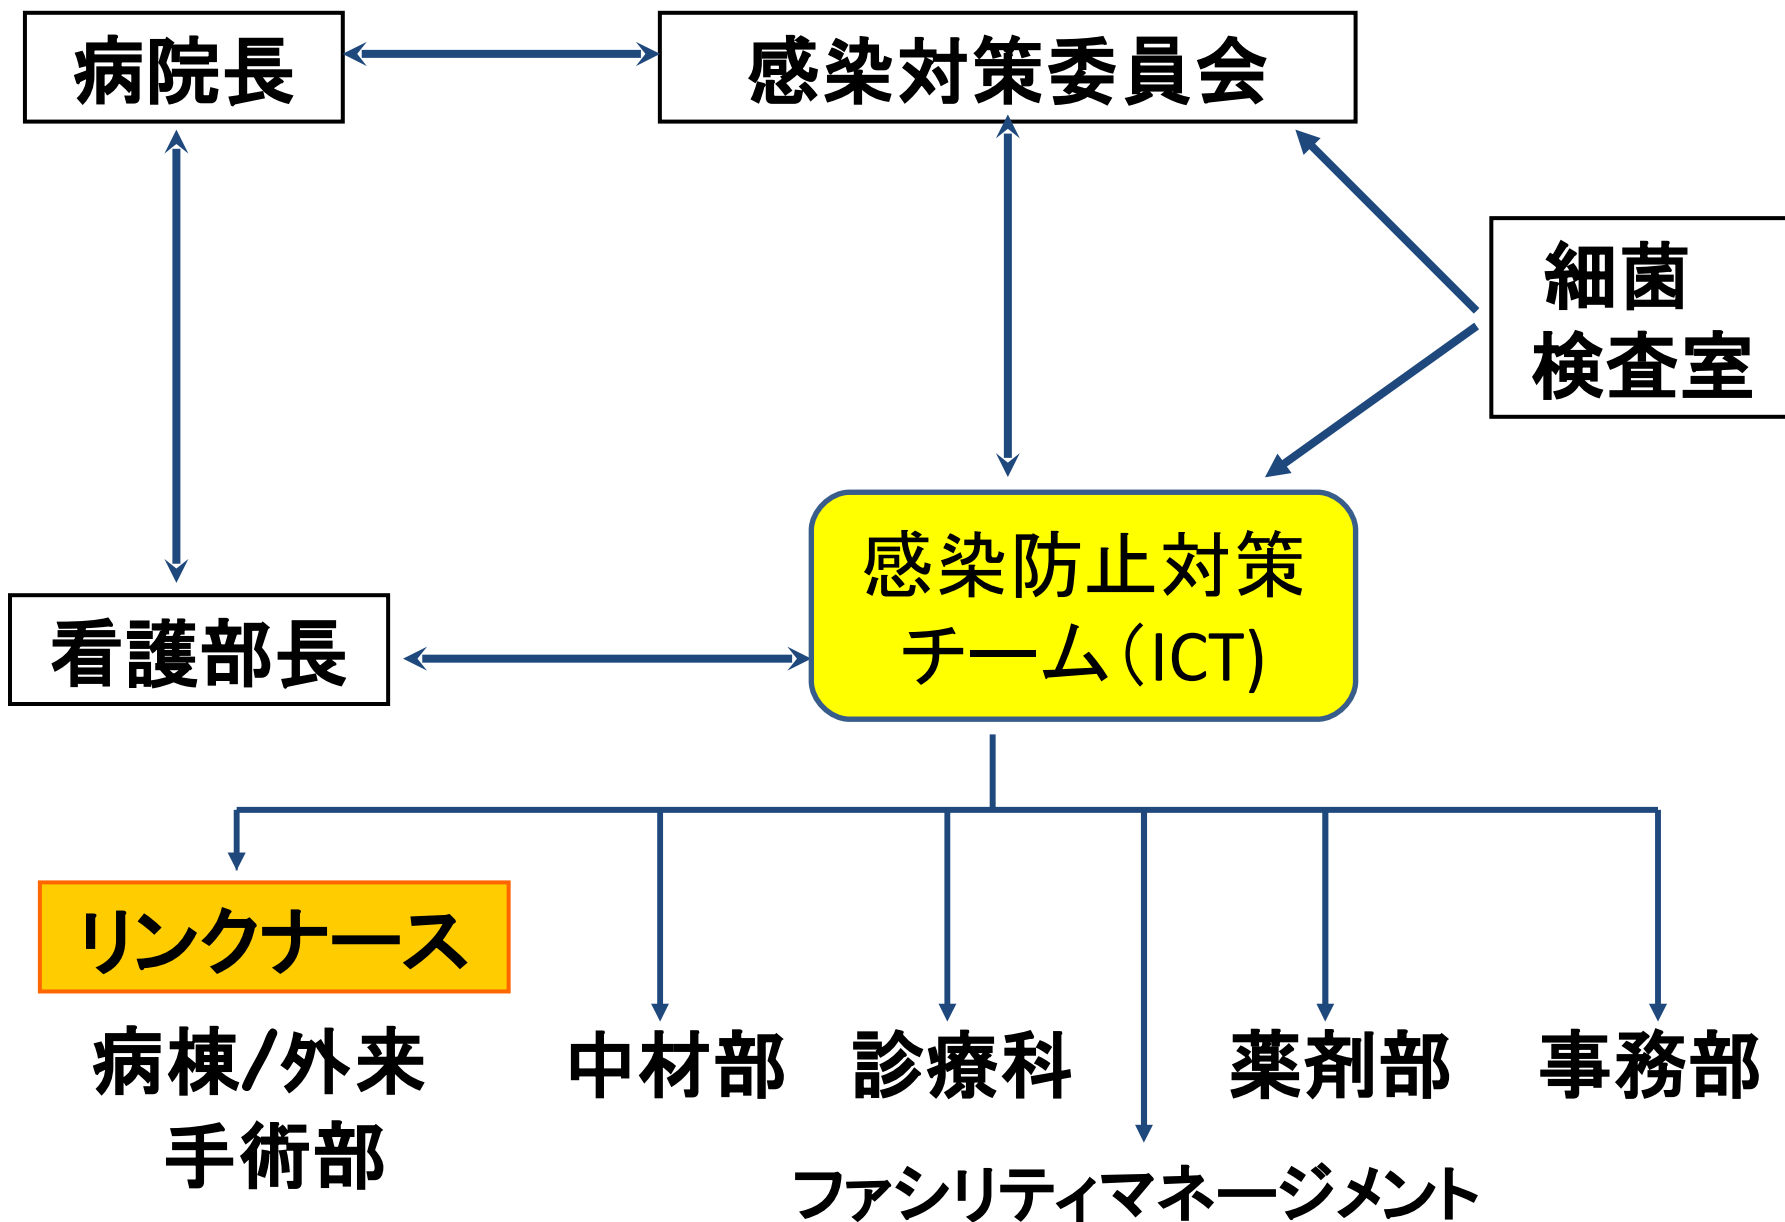 病院長
感染対策委員会
細菌
検査室
感染防止対策
チーム（ICT)
看護部長
リンクナース
病棟/外来
手術部
中材部
診療科
薬剤部
事務部
ファシリティマネージメント